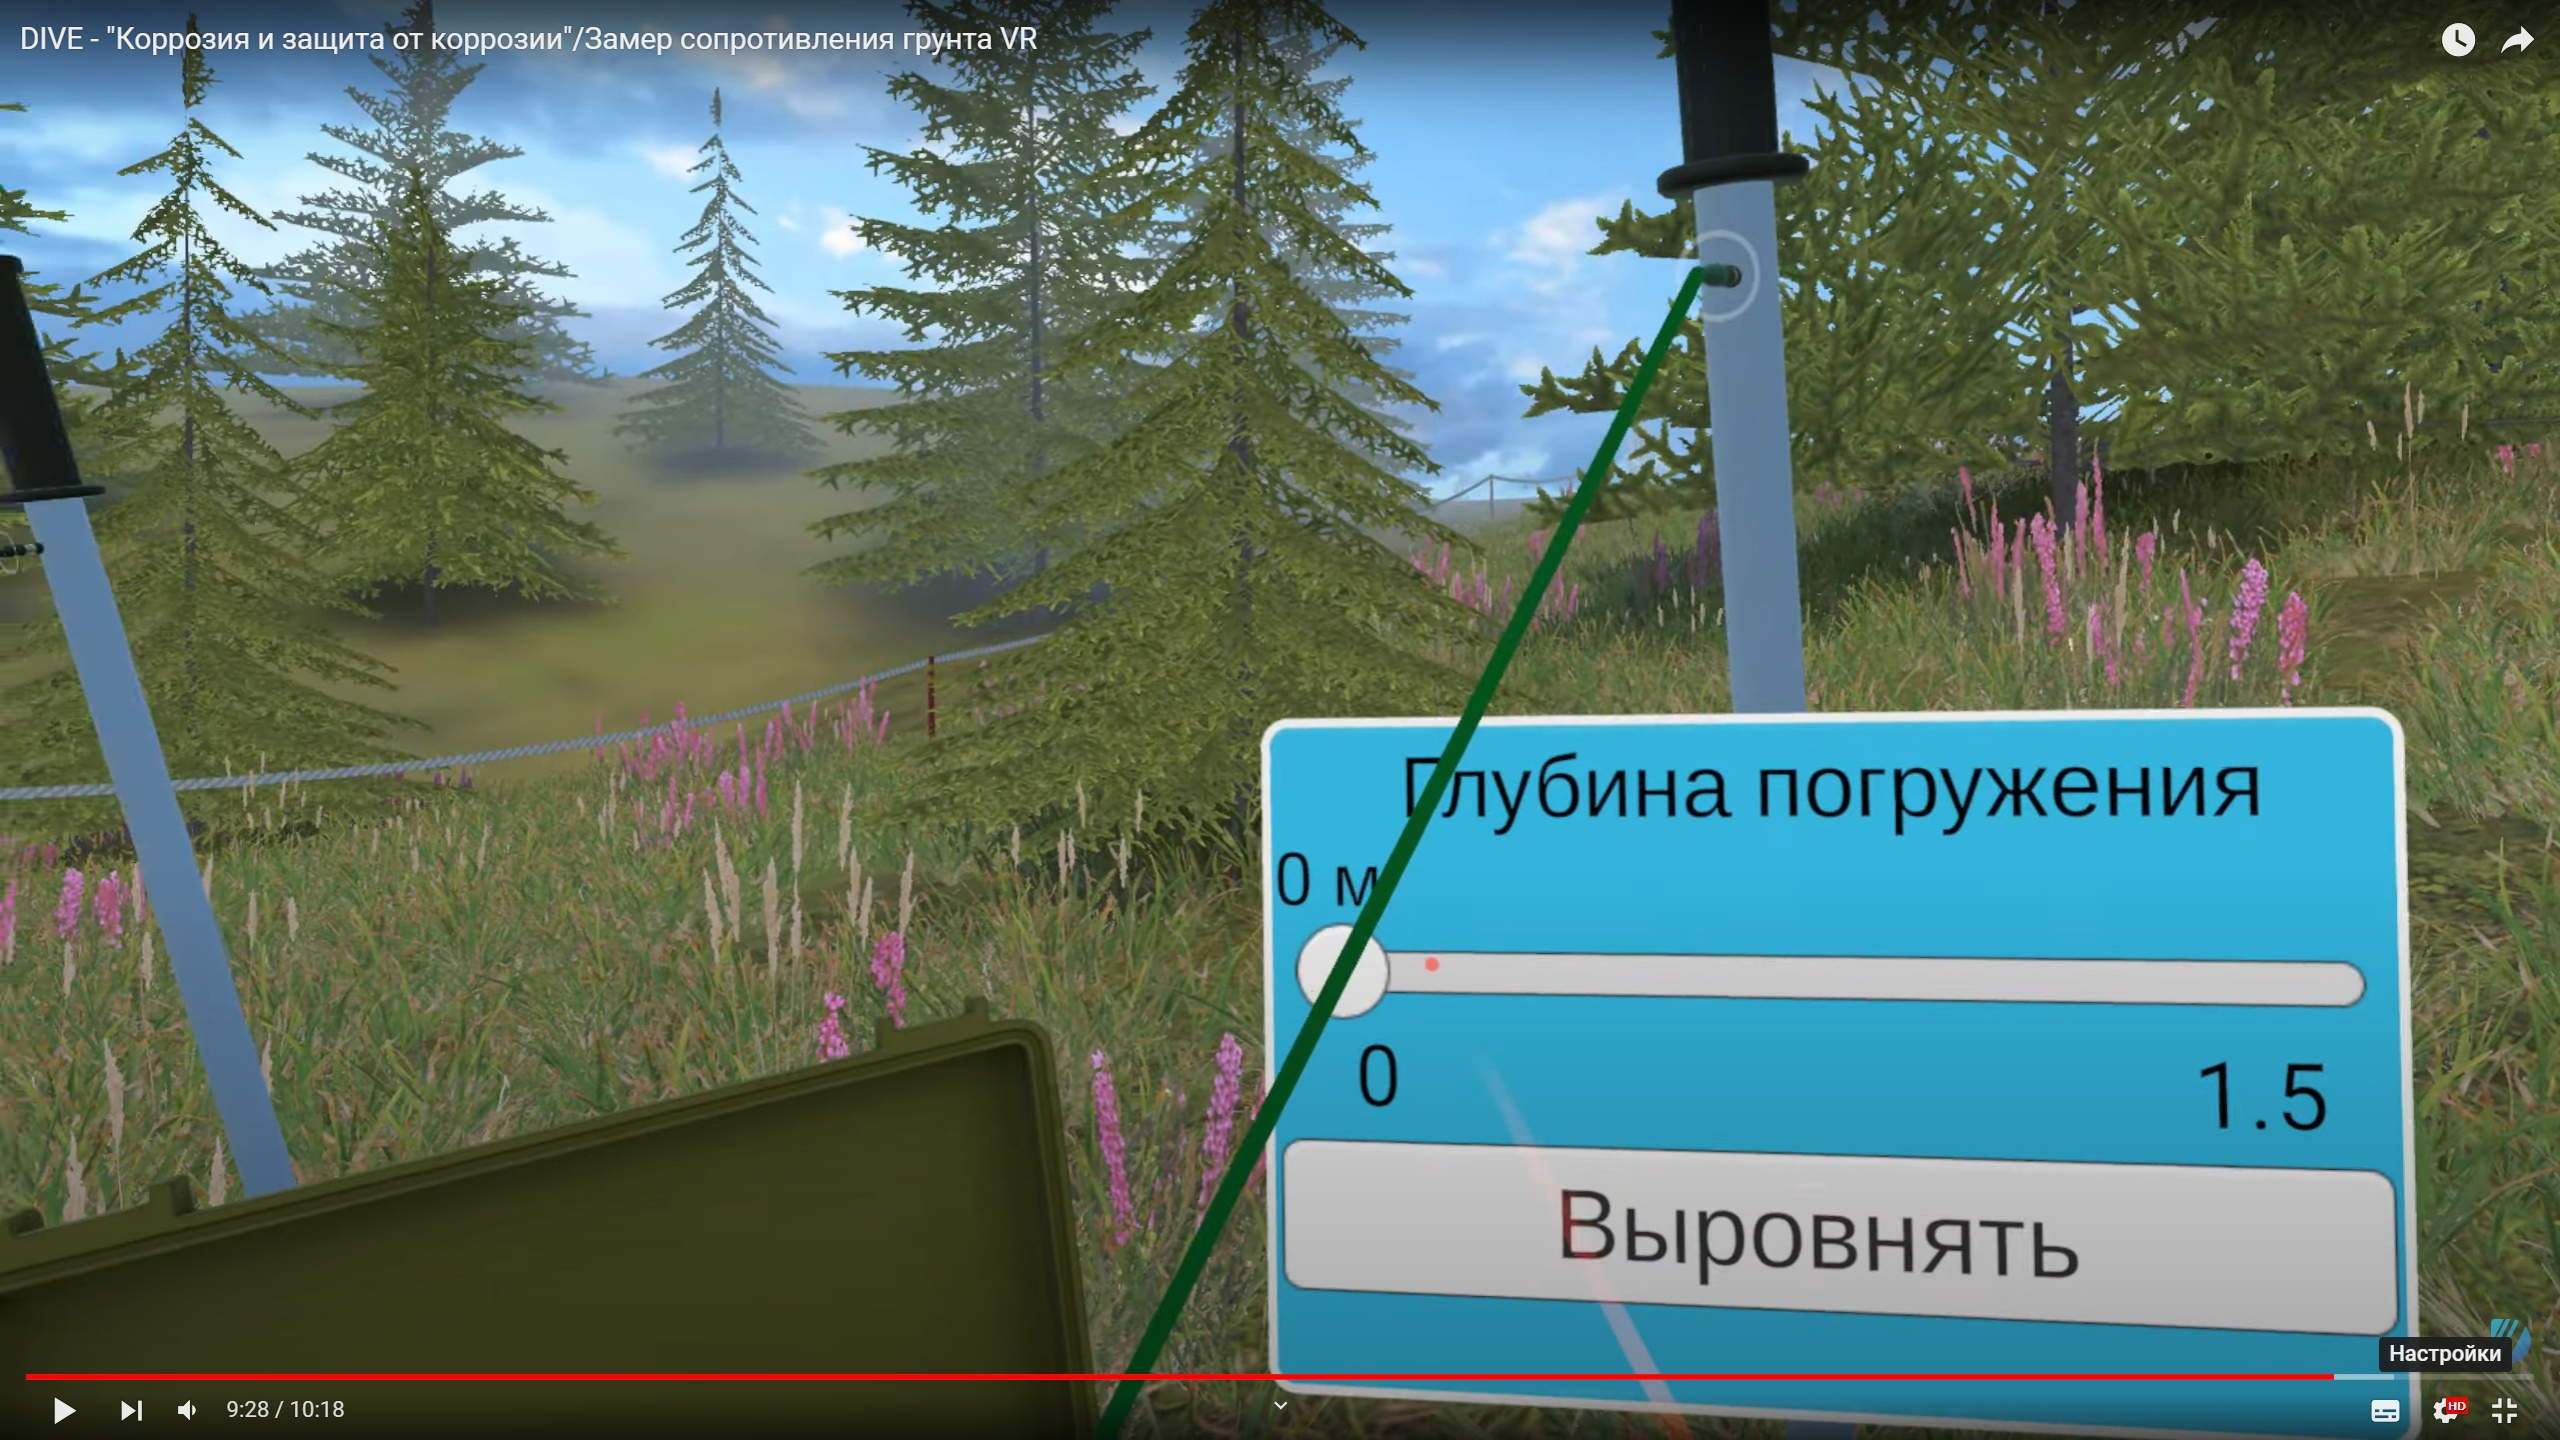 DIVE - "Коррозия и защита от коррозии"/Замер сопротивления грунта VR
Глубина погружения
0 м
0
1.5
Выровнять
Настройки
9:28 / 10:18
HD